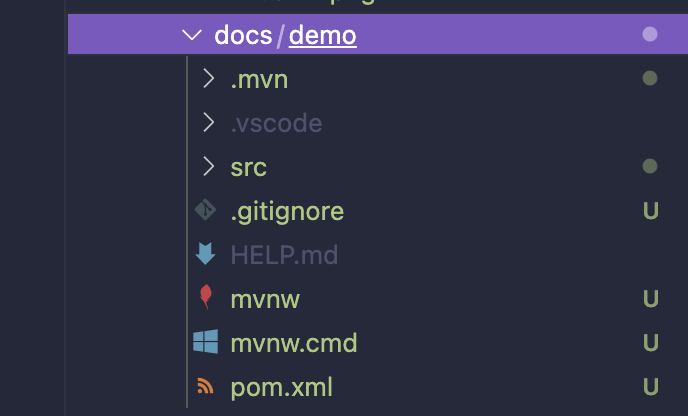 docs/demo
.mvn
.vscode
src
.gitignore U
HELP.md
mvnw U
mvnw.cmd U
pom.xml U